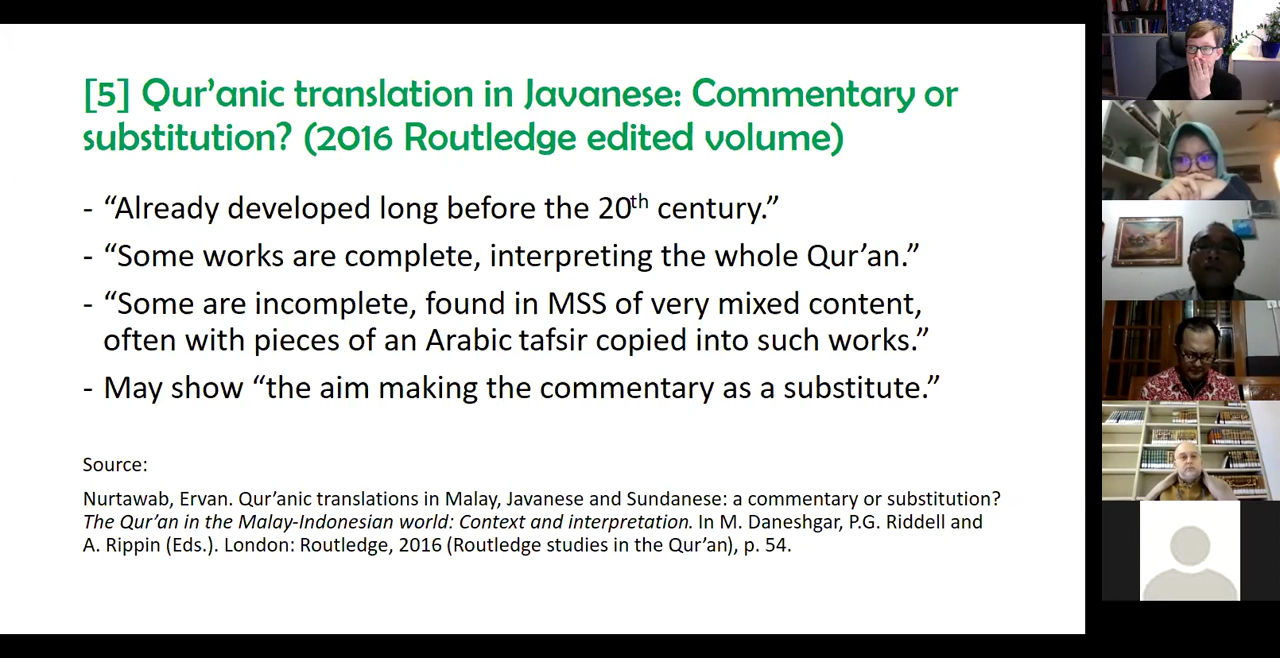 [5] Qur’anic translation in Javanese: Commentary or
substitution? (2016 Routledge edited volume)
- “Already developed long before the 20th century.”
- “Some works are complete, interpreting the whole Qur’an.”
- “Some are incomplete, found in MSS of very mixed content,
often with pieces of an Arabic tafsir copied into such works.”
- May show “the aim making the commentary as a substitute.”
Source:
Nurtawab, Ervan. Qur’anic translations in Malay, Javanese and Sundanese: a commentary or substitution?
The Qur’an in the Malay-Indonesian world: Context and interpretation. In M. Daneshgar, P.G. Riddell and
A. Rippin (Eds.). London: Routledge, 2016 (Routledge studies in the Qur’an), p. 54.